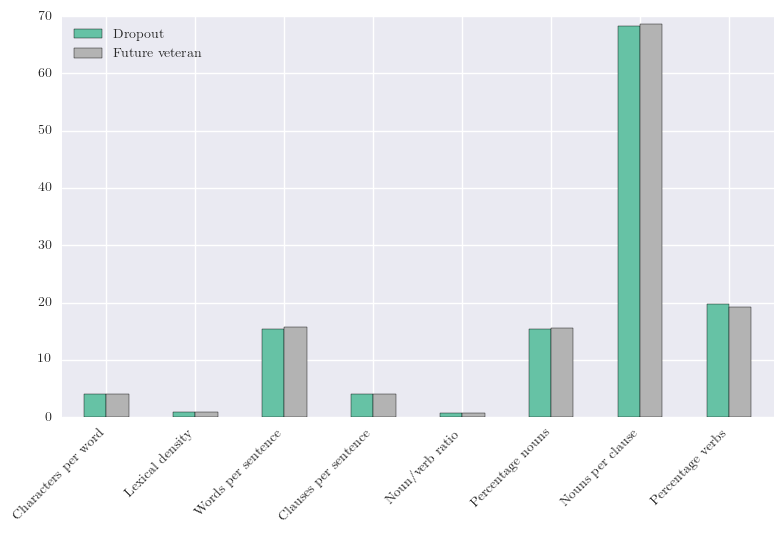 70
60
50
40
30
20
10
0
Dropout
Future veteran
Characters per word
Lexical density
Words per sentence
Clauses per sentence
Noun/verb ratio
Percentage nouns
Nouns per clause
Percentage verbs